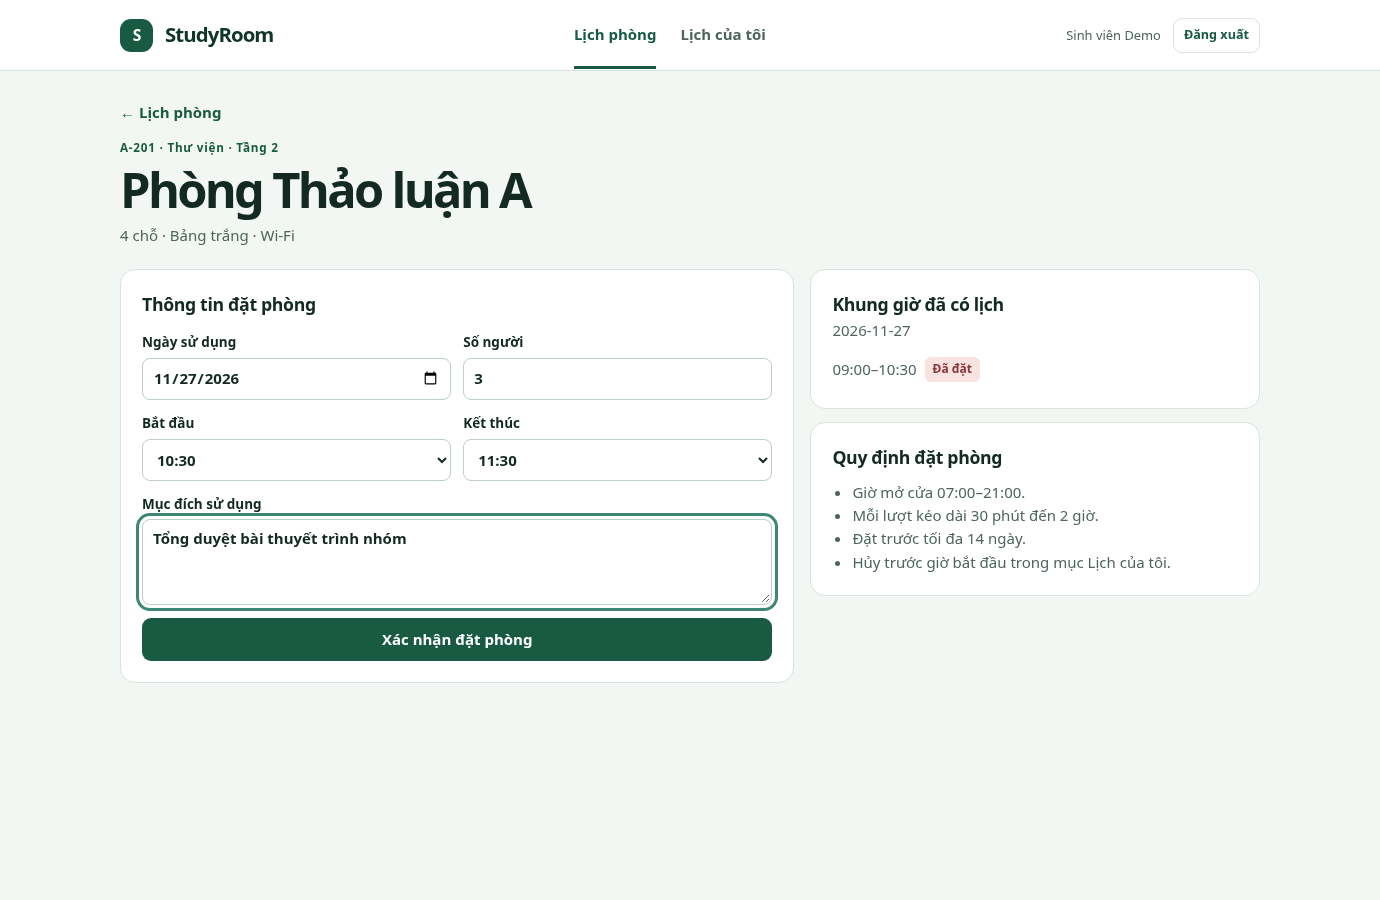 S StudyRoom
Lịch phòng
Lịch của tôi
Sinh viên Demo
Đăng xuất
← Lịch phòng
A-201 · Thư viện · Tầng 2
Phòng Thảo luận A
4 chỗ · Bảng trắng · Wi-Fi
Thông tin đặt phòng
Ngày sử dụng
11/27/2026
Số người
3
Bắt đầu
10:30
Kết thúc
11:30
Mục đích sử dụng
Tổng duyệt bài thuyết trình nhóm
Xác nhận đặt phòng
Khung giờ đã có lịch
2026-11-27
09:00–10:30 Đã đặt
Quy định đặt phòng
• Giờ mở cửa 07:00–21:00.
• Mỗi lượt kéo dài 30 phút đến 2 giờ.
• Đặt trước tối đa 14 ngày.
• Hủy trước giờ bắt đầu trong mục Lịch của tôi.